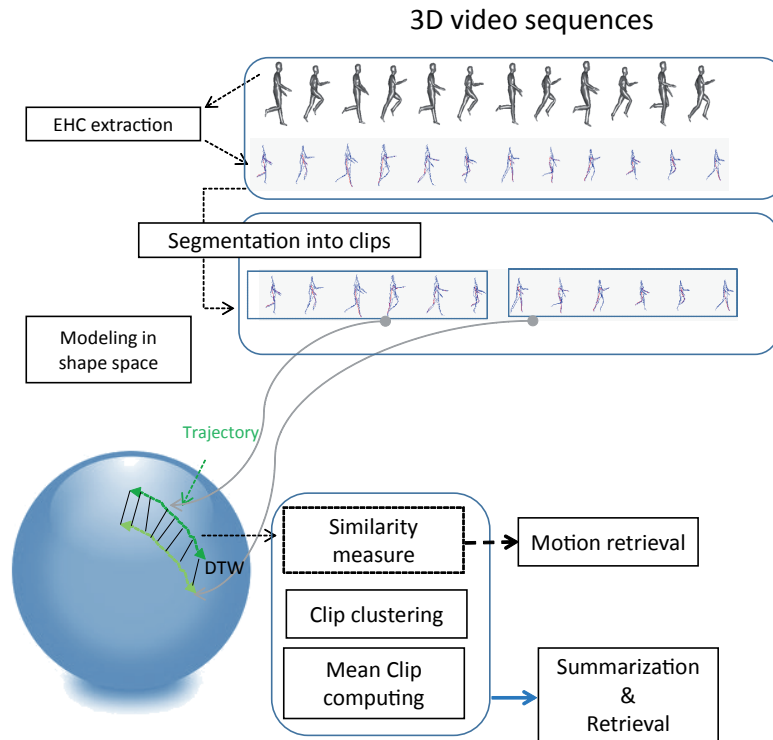 3D video sequences
EHC extraction
Segmentation into clips
Modeling in
shape space
Trajectory
DTW
Similarity
measure
Motion retrieval
Clip clustering
Mean Clip
computing
Summarization
&
Retrieval